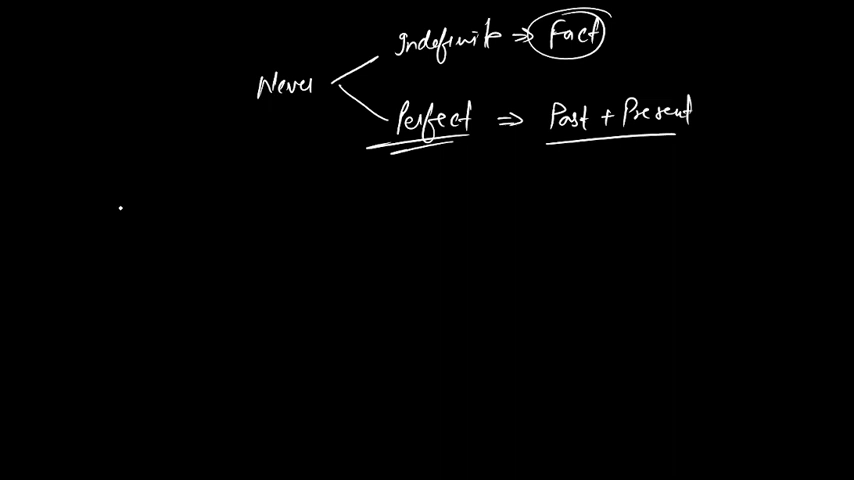 Indefinite ⇒ Fact
Never
Perfect ⇒ Past + Present